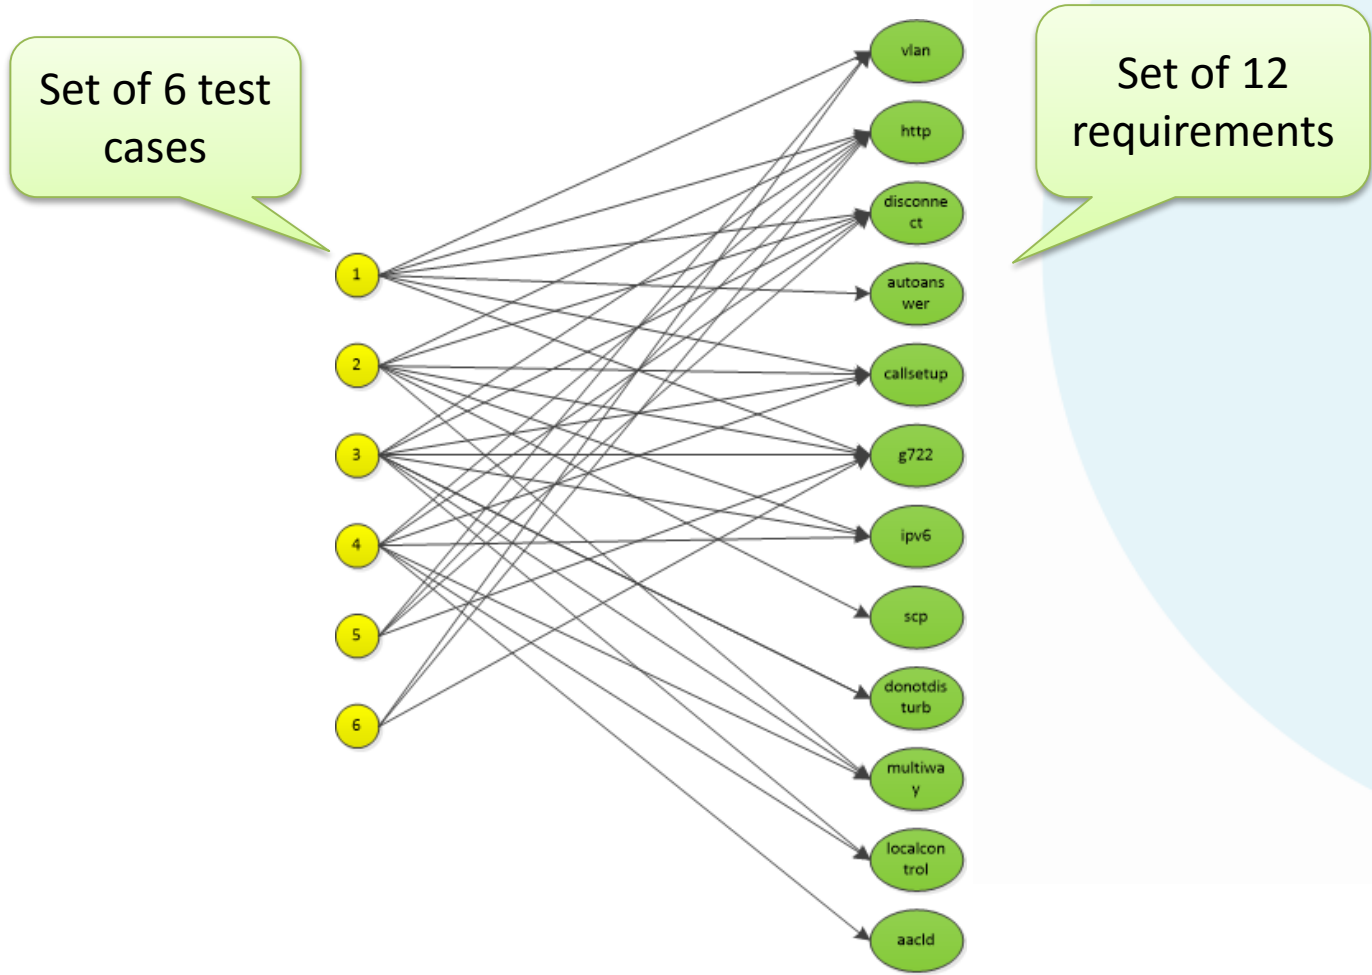 Set of 6 test
cases
Set of 12
requirements
1
2
3
4
5
6
vlan
http
disconne
ct
autoans
wer
callsetup
g722
ipv6
scp
donotdis
turb
multiwa
y
localcon
trol
aacld